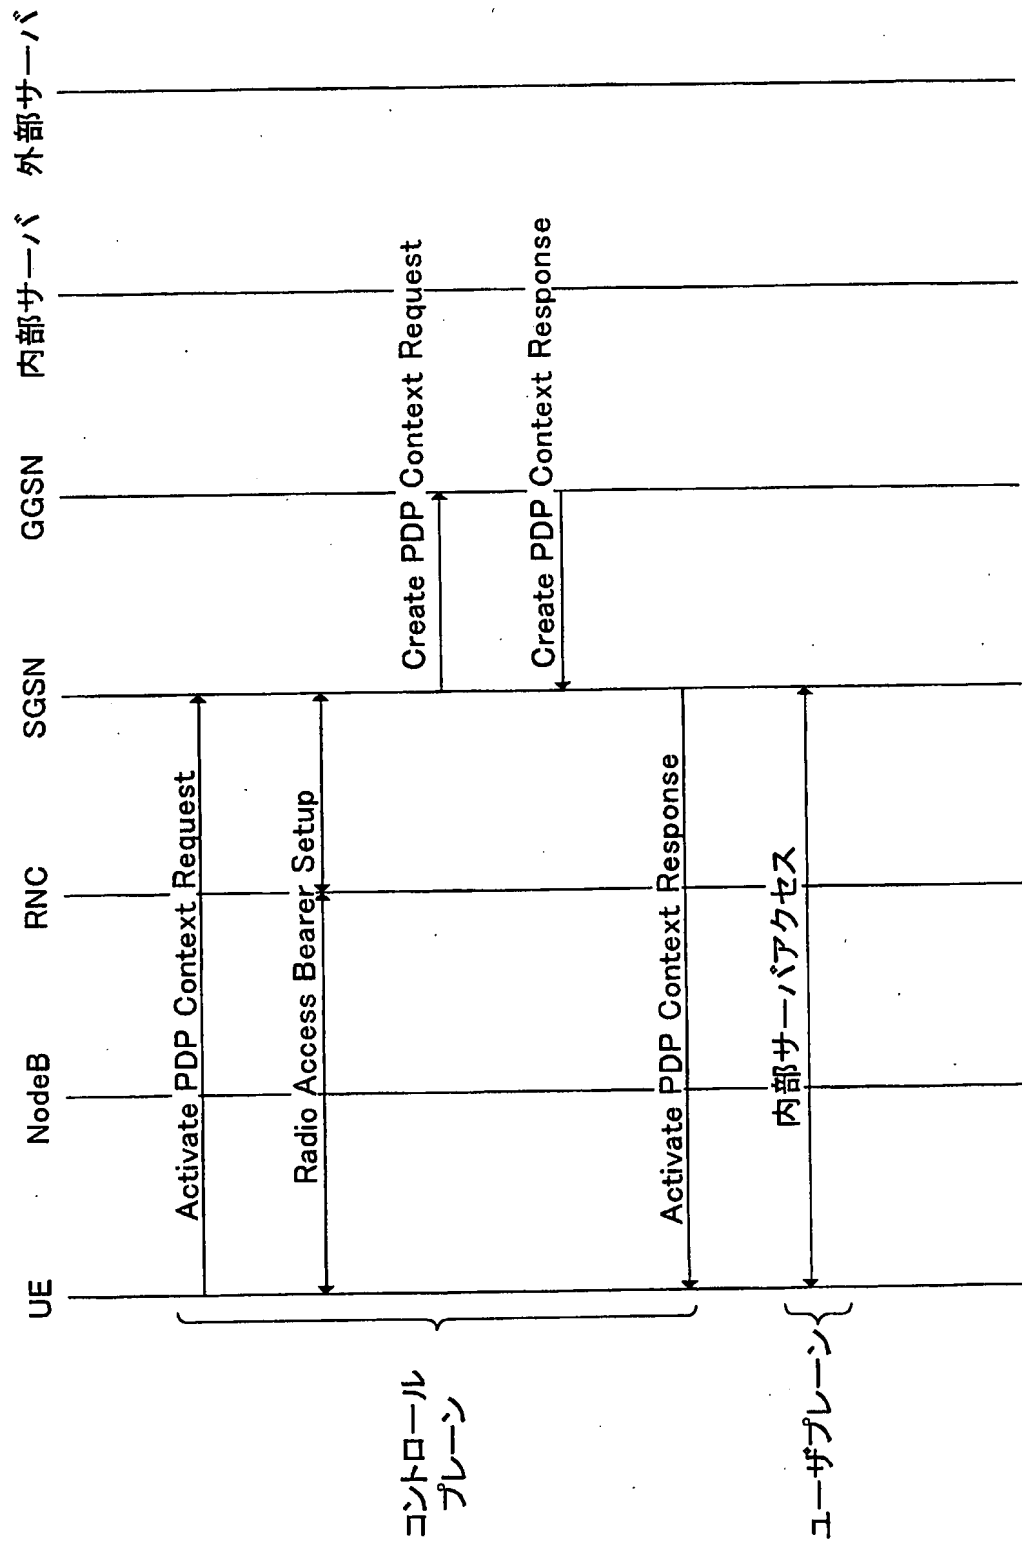 UE
NodeB
RNC
SGSN
GGSN
内部サーバ
外部サーバ
コントロール
プレーン
Activate PDP Context Request
Radio Access Bearer Setup
Create PDP Context Request
Create PDP Context Response
Activate PDP Context Response
ユーザプレーン
内部サーバアクセス